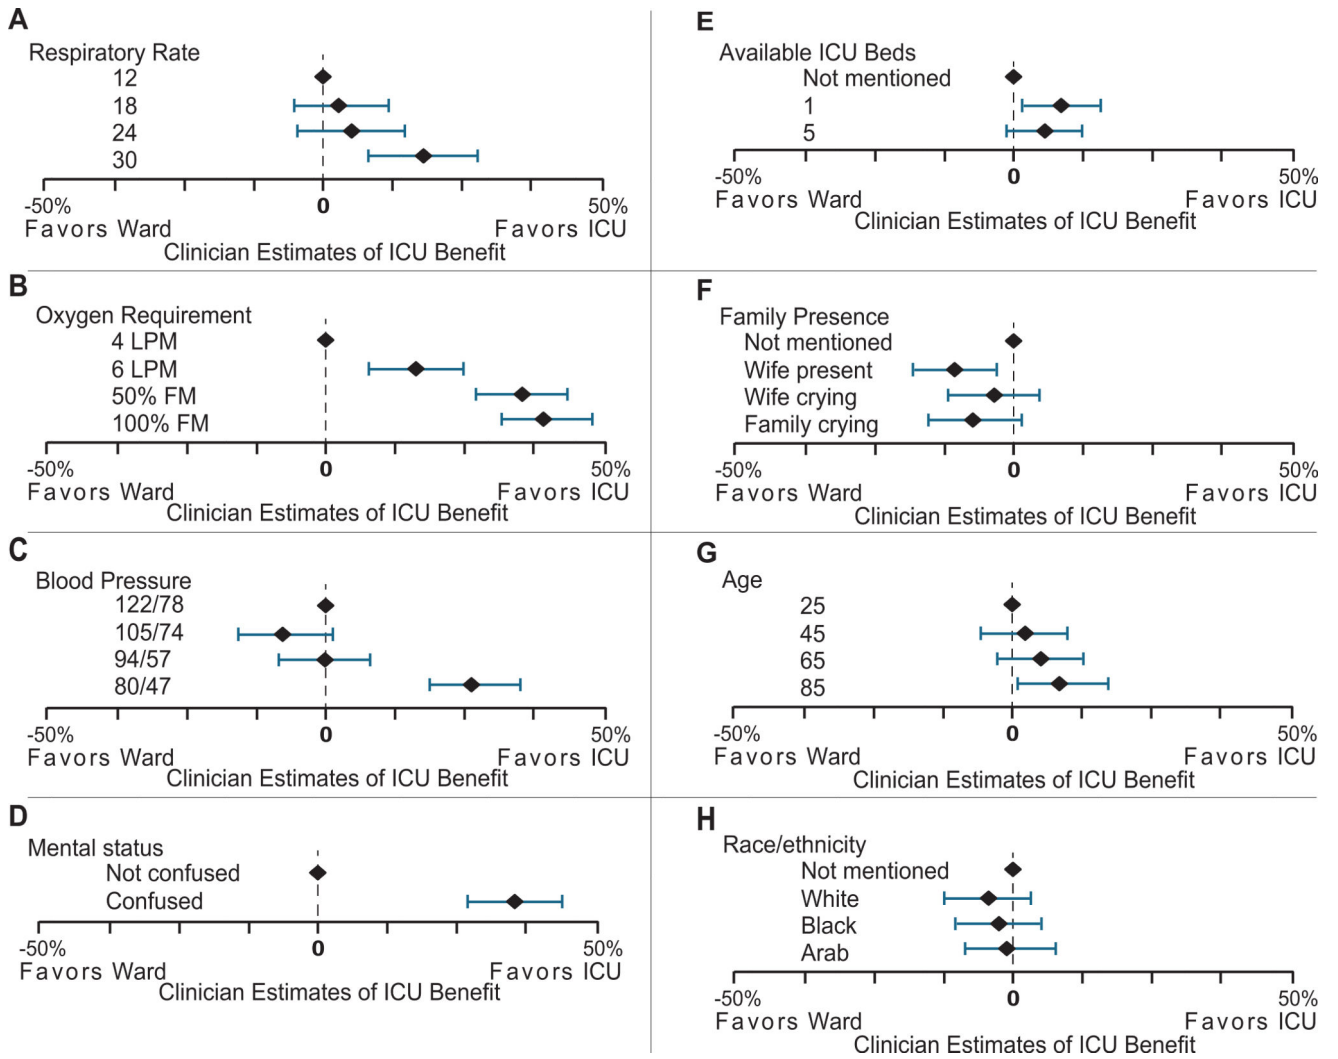 A
Respiratory Rate
12
18
24
30
-50%
0
50%
Favors Ward
Favors ICU
Clinician Estimates of ICU Benefit
B
Oxygen Requirement
4 LPM
6 LPM
50% FM
100% FM
-50%
0
50%
Favors Ward
Favors ICU
Clinician Estimates of ICU Benefit
C
Blood Pressure
122/78
105/74
94/57
80/47
-50%
0
50%
Favors Ward
Favors ICU
Clinician Estimates of ICU Benefit
D
Mental status
Not confused
Confused
-50%
0
50%
Favors Ward
Favors ICU
Clinician Estimates of ICU Benefit
E
Available ICU Beds
Not mentioned
1
5
-50%
0
50%
Favors Ward
Favors ICU
Clinician Estimates of ICU Benefit
F
Family Presence
Not mentioned
Wife present
Wife crying
Family crying
-50%
0
50%
Favors Ward
Favors ICU
Clinician Estimates of ICU Benefit
G
Age
25
45
65
85
-50%
0
50%
Favors Ward
Favors ICU
Clinician Estimates of ICU Benefit
H
Race/ethnicity
Not mentioned
White
Black
Arab
-50%
0
50%
Favors Ward
Favors ICU
Clinician Estimates of ICU Benefit